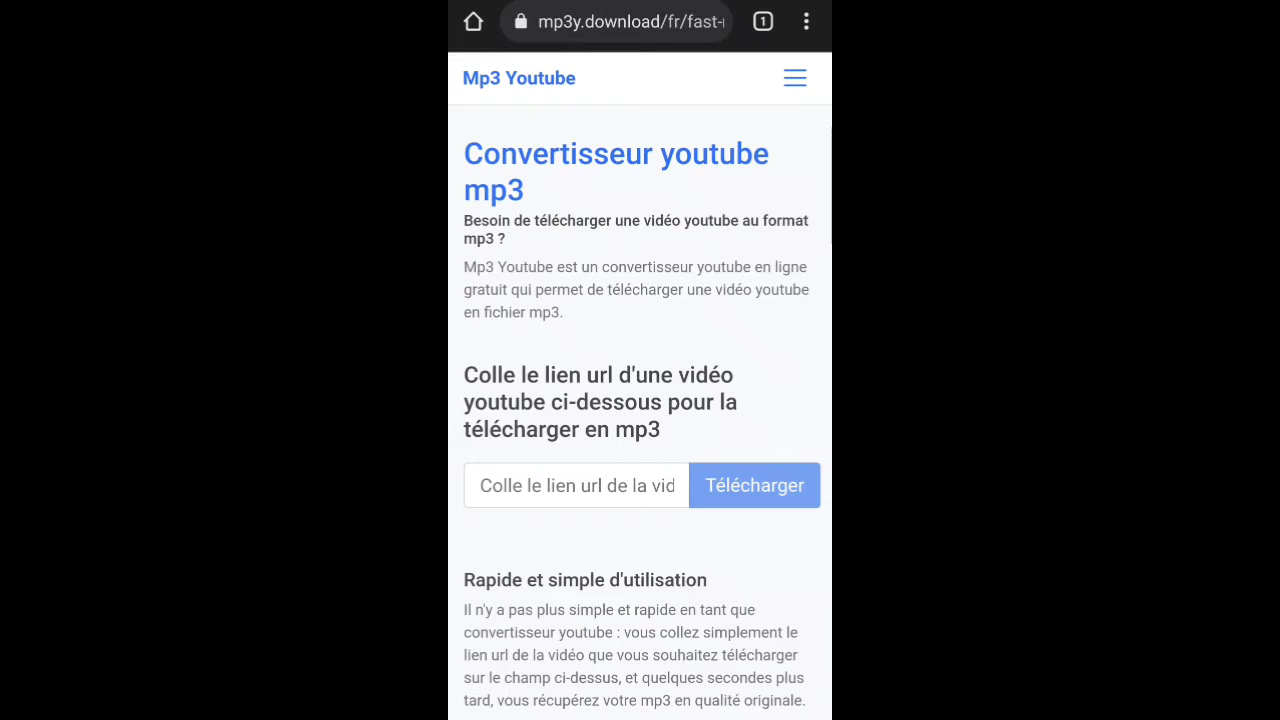 mp3y.download/fr/fast-
1
Mp3 Youtube
Convertisseur youtube
mp3
Besoin de télécharger une vidéo youtube au format
mp3 ?
Mp3 Youtube est un convertisseur youtube en ligne
gratuit qui permet de télécharger une vidéo youtube
en fichier mp3.
Colle le lien url d'une vidéo
youtube ci-dessous pour la
télécharger en mp3
Colle le lien url de la vid
Télécharger
Rapide et simple d'utilisation
Il n'y a pas plus simple et rapide en tant que
convertisseur youtube : vous collez simplement le
lien url de la vidéo que vous souhaitez télécharger
sur le champ ci-dessus, et quelques secondes plus
tard, vous récupérez votre mp3 en qualité originale.